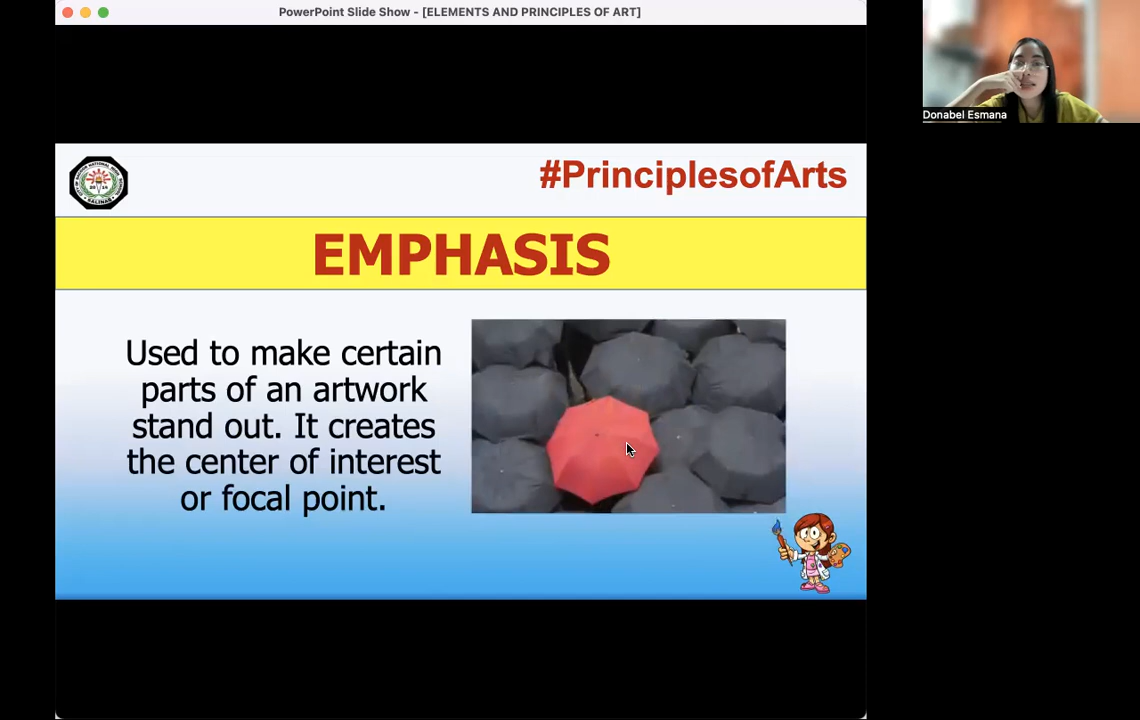 PowerPoint Slide Show - [ELEMENTS AND PRINCIPLES OF ART]
Donabel Esmana
#PrinciplesofArts
EMPHASIS
Used to make certain
parts of an artwork
stand out. It creates
the center of interest
or focal point.